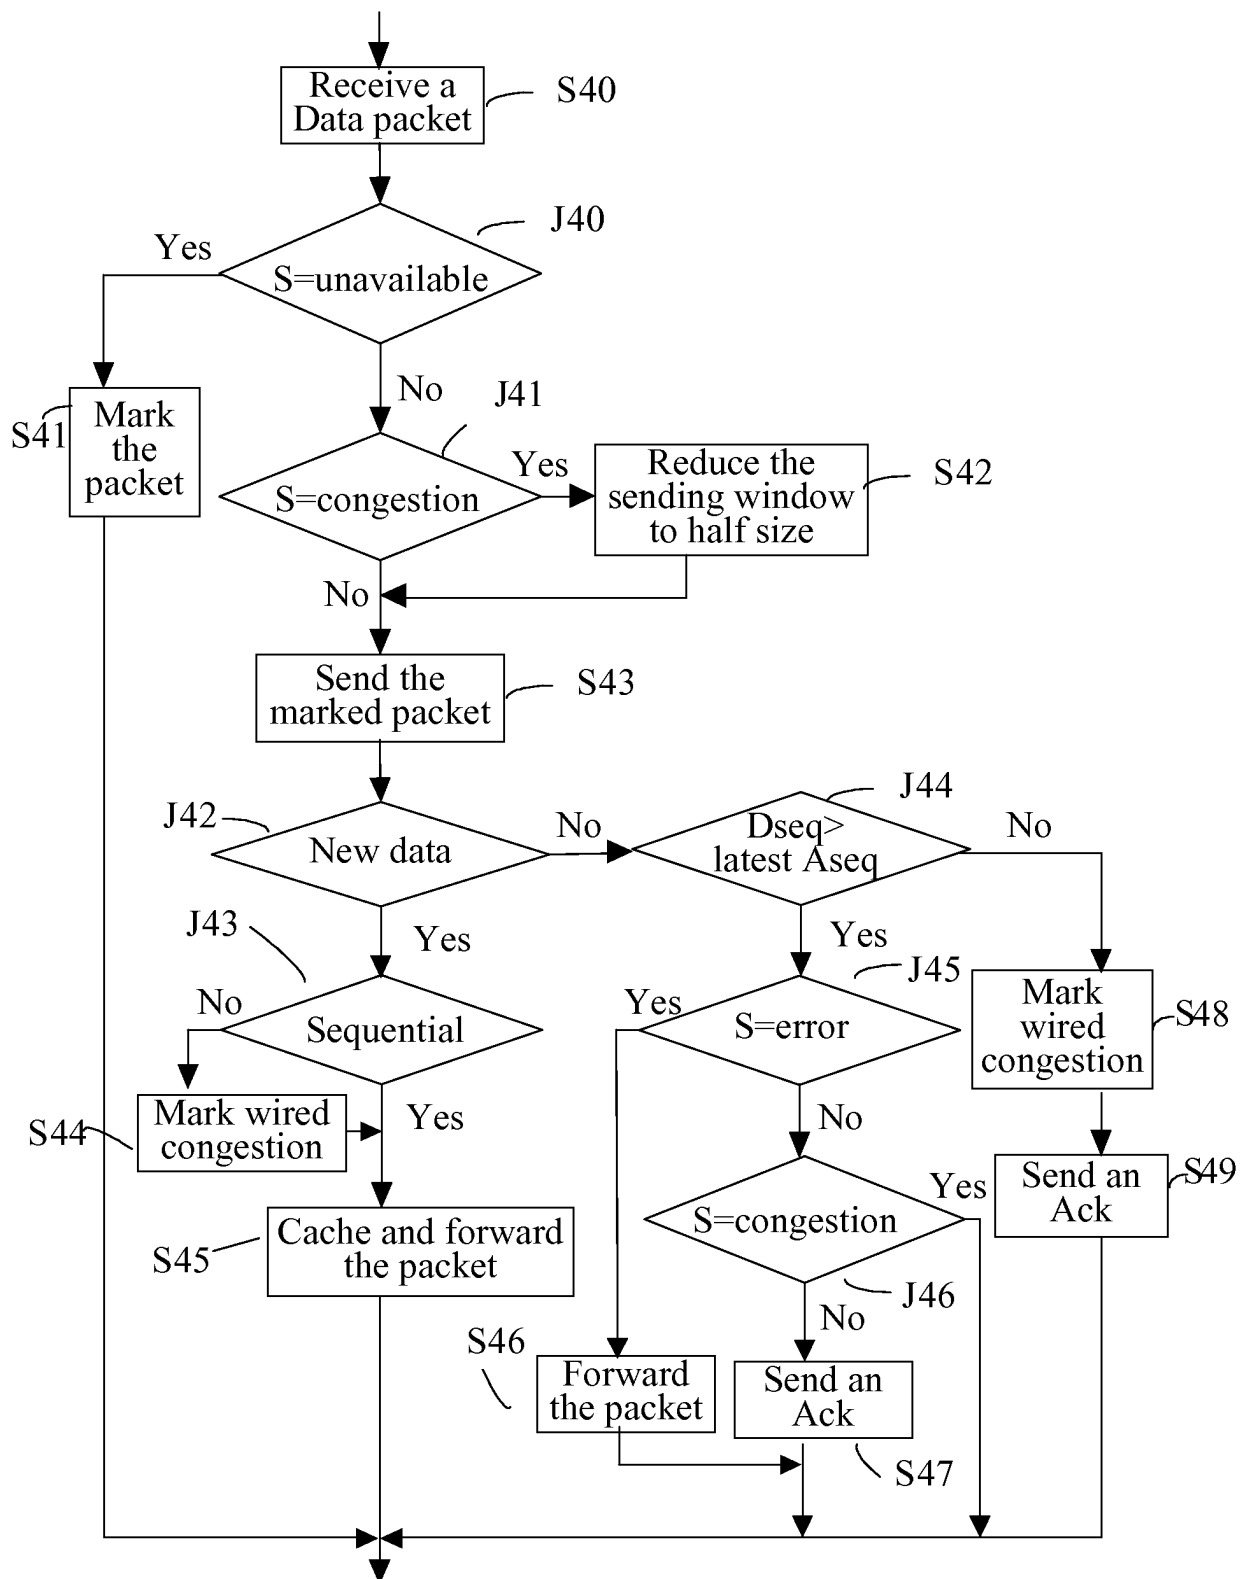 Receive a
Data packet
S40
J40
Yes
S=unavailable
No
J41
S41
Mark
the
packet
Yes
S=congestion
Reduce the
sending window
to half size
S42
No
Send the
marked packet
S43
J42
New data
No
J44
Dseq>
latest Aseq
No
J43
Yes
Yes
J45
No
Sequential
Yes
S=error
Mark
wired
congestion
S48
S44
Mark wired
congestion
Yes
No
Send an
Ack
S49
S=congestion
Yes
S45
Cache and forward
the packet
J46
No
S46
Forward
the packet
Send an
Ack
S47